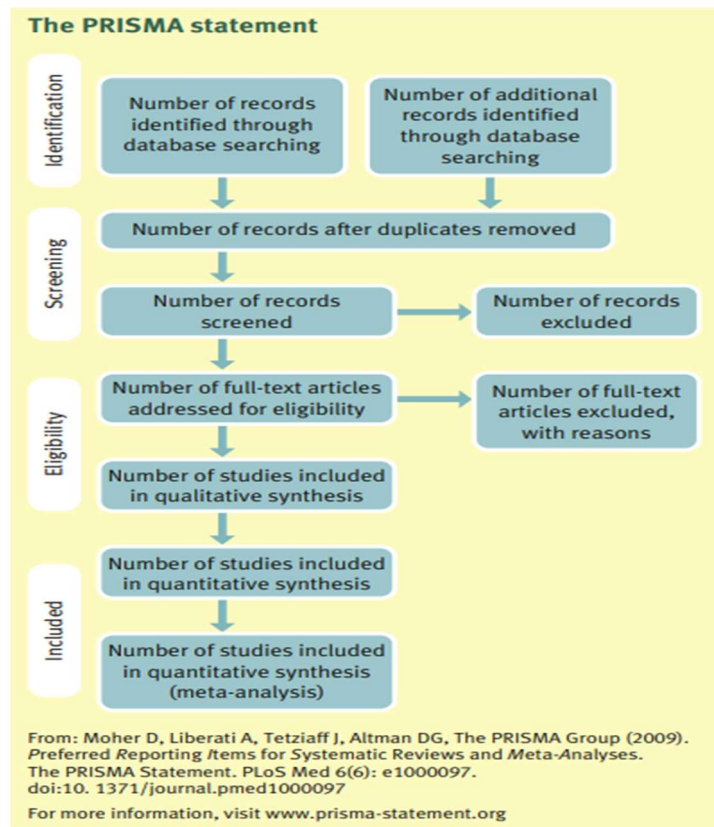 The PRISMA statement
Identification
Number of records
identified through
database searching
Number of additional
records identified
through database
searching
Screening
Number of records after duplicates removed
Number of records
screened
Number of records
excluded
Eligibility
Number of full-text articles
addressed for eligibility
Number of full-text
articles excluded,
with reasons
Number of studies included
in qualitative synthesis
Included
Number of studies included
in quantitative synthesis
Number of studies included
in quantitative synthesis
(meta-analysis)
From: Moher D, Liberati A, Tetziaff J, Altman DG, The PRISMA Group (2009).
Preferred Reporting Items for Systematic Reviews and Meta-Analyses.
The PRISMA Statement. PLoS Med 6(6): e1000097.
doi:10. 1371/journal.pmed1000097
For more information, visit www.prisma-statement.org